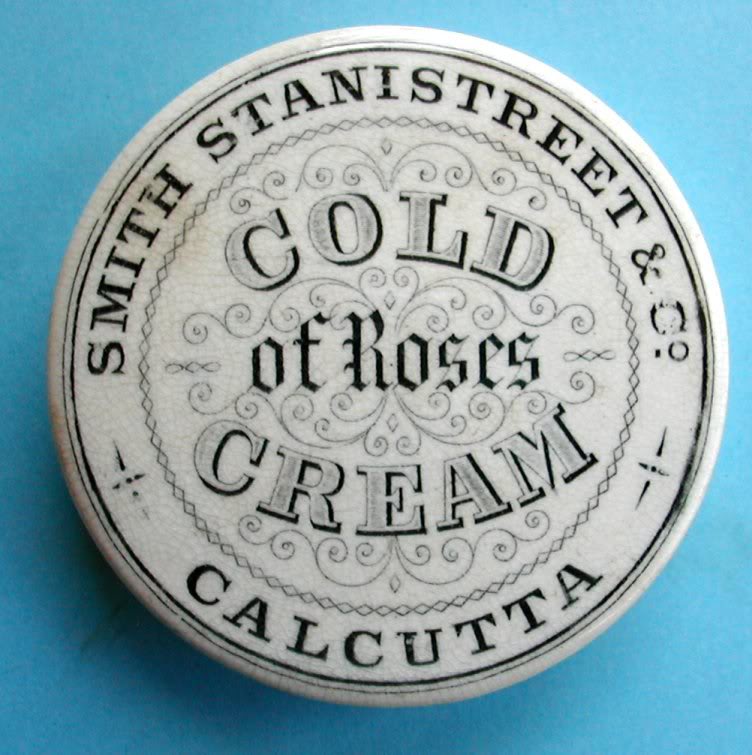 SMITH STANISTREET & Co.
COLD
of Roses
CREAM
CALCUTTA